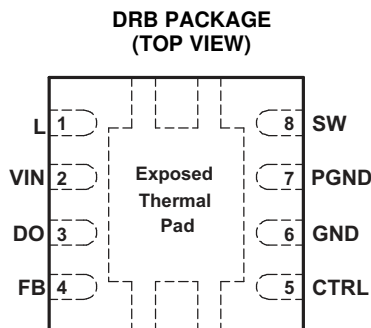 DRB PACKAGE
(TOP VIEW)
L 1
8 SW
VIN 2
Exposed
7 PGND
Thermal
DO 3
Pad
6 GND
FB 4
5 CTRL